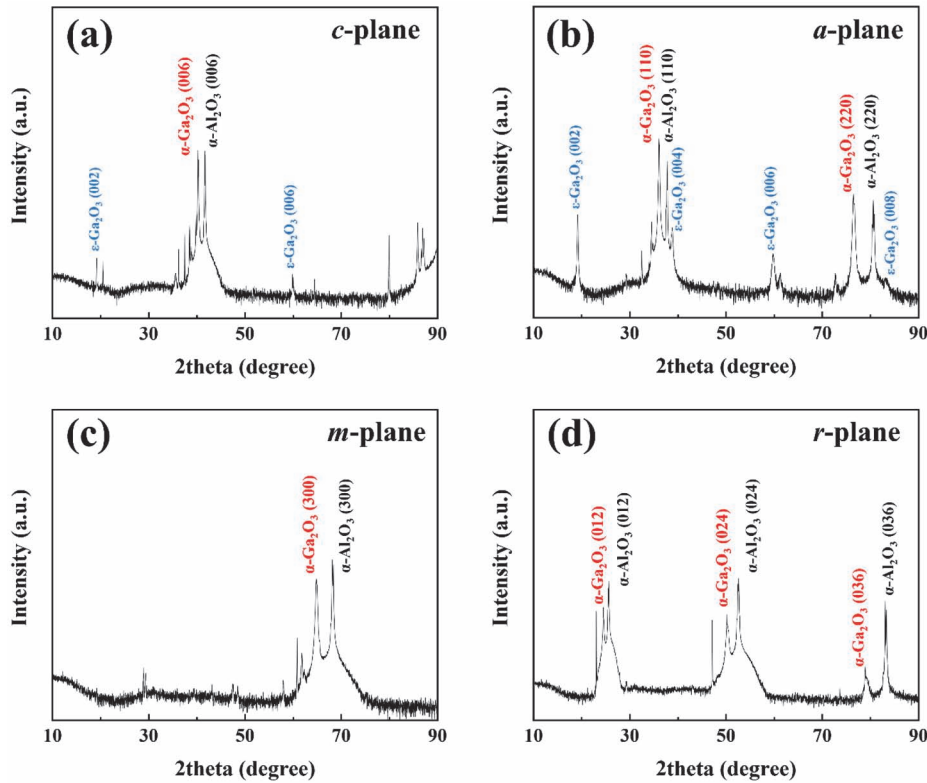 (a)
c-plane
Intensity (a.u.)
ε-Ga₂O₃ (002)
α-Ga₂O₃ (006)
α-Al₂O₃ (006)
ε-Ga₂O₃ (006)
10 30 50 70 90
2theta (degree)
(b)
a-plane
Intensity (a.u.)
ε-Ga₂O₃ (002)
α-Ga₂O₃ (110)
α-Al₂O₃ (110)
ε-Ga₂O₃ (004)
ε-Ga₂O₃ (006)
α-Ga₂O₃ (220)
α-Al₂O₃ (220)
ε-Ga₂O₃ (008)
10 30 50 70 90
2theta (degree)
(c)
m-plane
Intensity (a.u.)
α-Ga₂O₃ (300)
α-Al₂O₃ (300)
10 30 50 60 90
2theta (degree)
(d)
r-plane
Intensity (a.u.)
α-Ga₂O₃ (012)
α-Al₂O₃ (012)
α-Ga₂O₃ (024)
α-Al₂O₃ (024)
α-Ga₂O₃ (036)
α-Al₂O₃ (036)
10 30 50 70 90
2theta (degree)